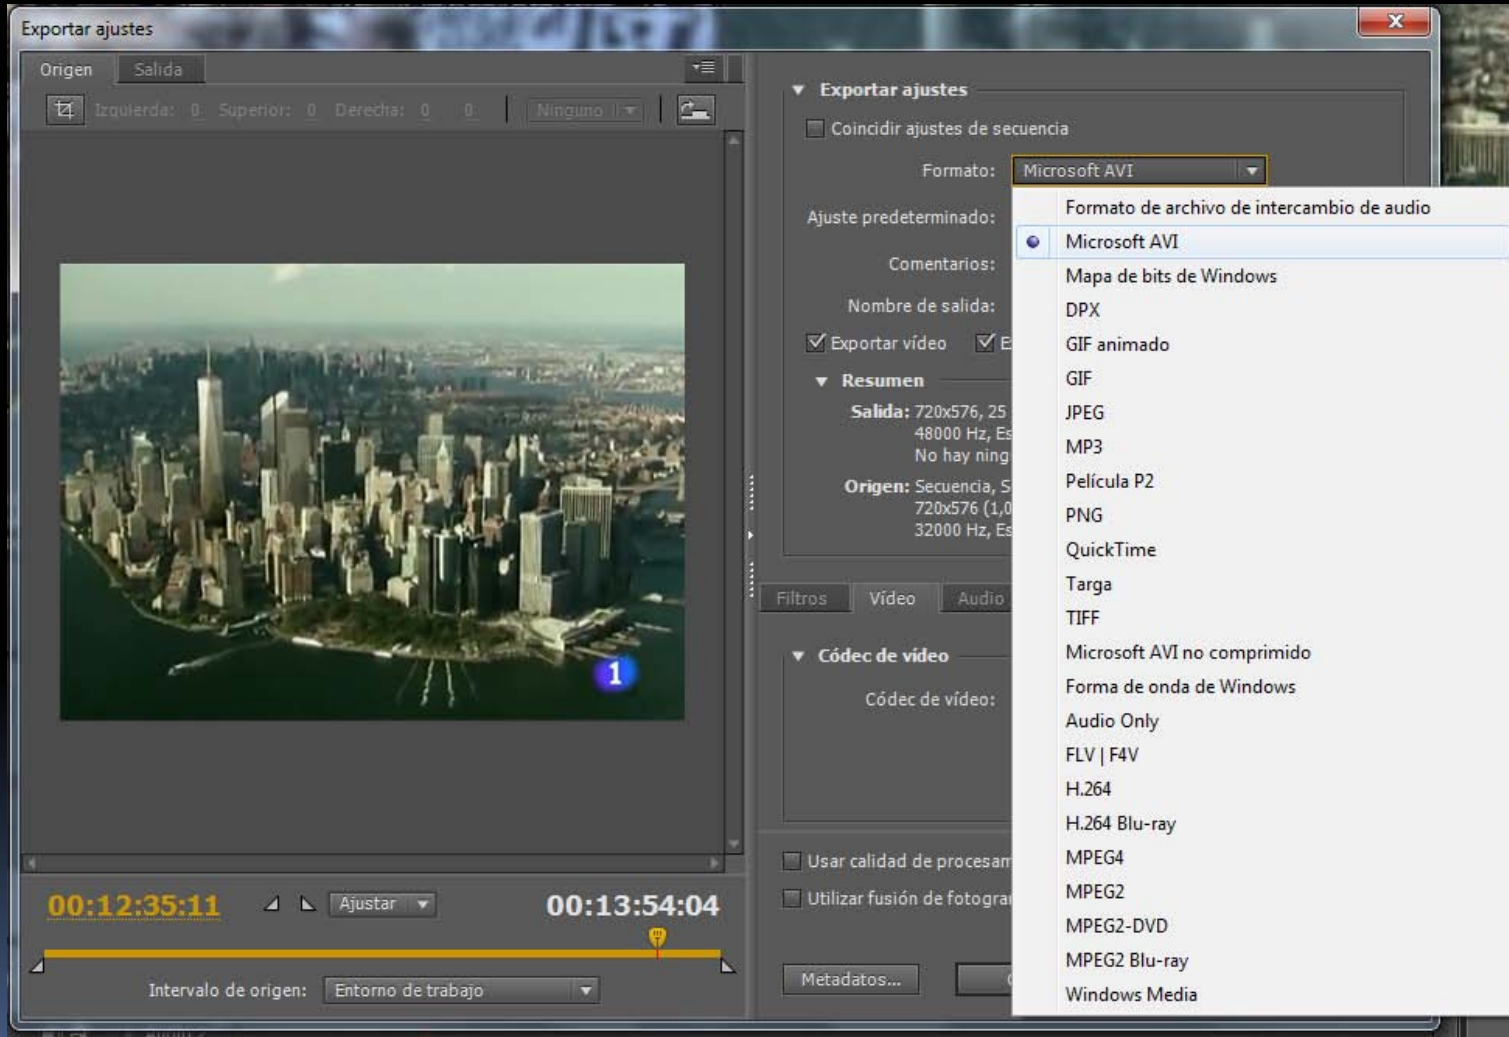 Exportar ajustes
Origen
Salida
Izquierda: 0 Superior: 0 Derecha: 0 0
Ninguno
Exportar ajustes
Coincidir ajustes de secuencia
Formato: Microsoft AVI
Ajuste predeterminado:
Comentarios:
Nombre de salida:
Exportar vídeo
Resumen
Salida: 720x576, 25
48000 Hz, Es
No hay ning
Origen: Secuencia, S
720x576 (1,0
32000 Hz, Es
Filtros
Vídeo
Audio
Códec de vídeo
Códec de vídeo:
Usar calidad de procesam
Utilizar fusión de fotogra
Metadatos...
Formato de archivo de intercambio de audio
Microsoft AVI
Mapa de bits de Windows
DPX
GIF animado
GIF
JPEG
MP3
Película P2
PNG
QuickTime
Targa
TIFF
Microsoft AVI no comprimido
Forma de onda de Windows
Audio Only
FLV | F4V
H.264
H.264 Blu-ray
MPEG4
MPEG2
MPEG2-DVD
MPEG2 Blu-ray
Windows Media
1
00:12:35:11
Ajustar
00:13:54:04
Intervalo de origen: Entorno de trabajo